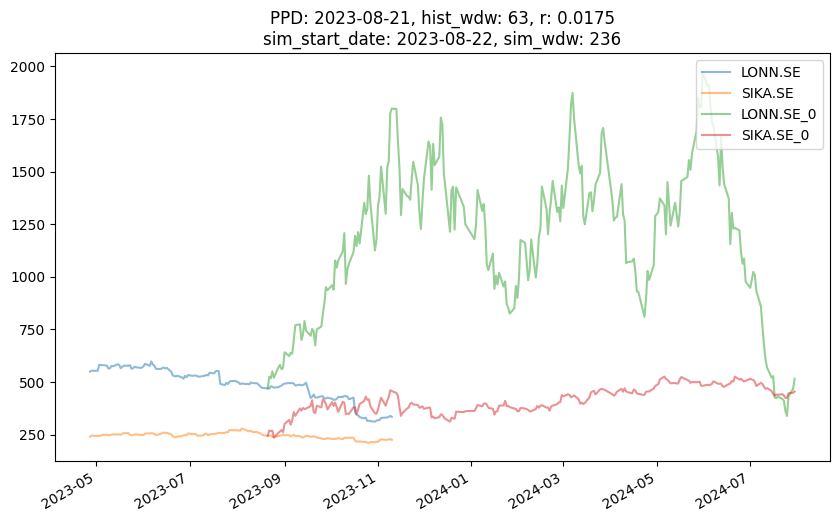 PPD: 2023-08-21, hist_wdw: 63, r: 0.0175
sim_start_date: 2023-08-22, sim_wdw: 236
LONN.SE
SIKA.SE
LONN.SE_0
SIKA.SE_0
2000
1750
1500
1250
1000
750
500
250
2023-05
2023-07
2023-09
2023-11
2024-01
2024-03
2024-05
2024-07